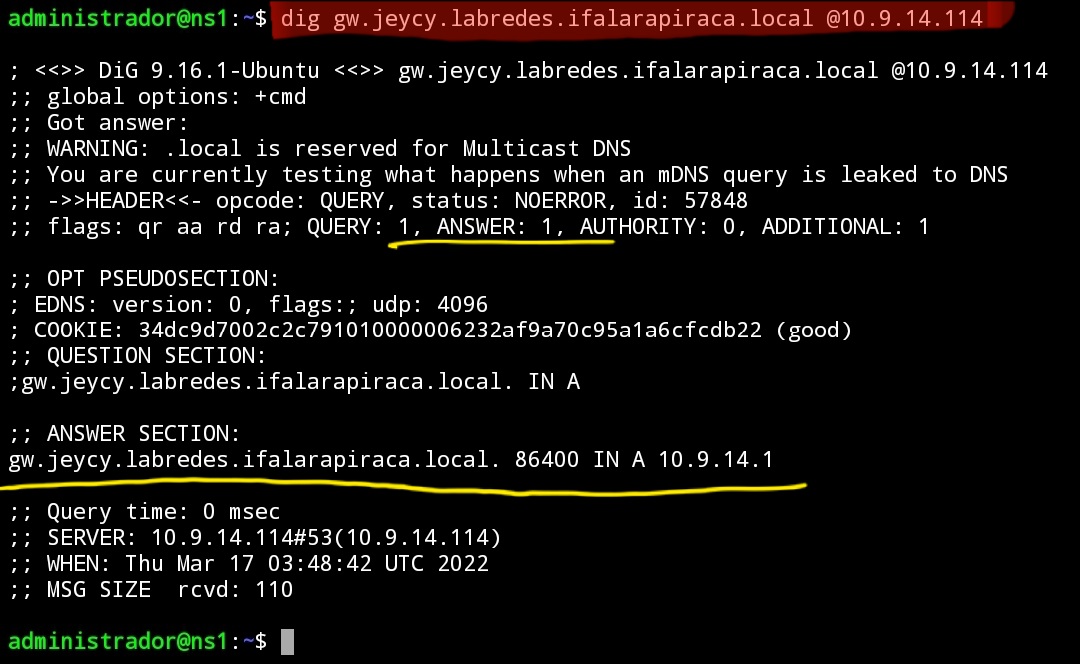 administrador@ns1:~$ dig gw.jeycy.labredes.ifalarapiraca.local @10.9.14.114
; <<>> DiG 9.16.1-Ubuntu <<>> gw.jeycy.labredes.ifalarapiraca.local @10.9.14.114
;; global options: +cmd
;; Got answer:
;; WARNING: .local is reserved for Multicast DNS
;; You are currently testing what happens when an mDNS query is leaked to DNS
;; ->>HEADER<<- opcode: QUERY, status: NOERROR, id: 57848
;; flags: qr aa rd ra; QUERY: 1, ANSWER: 1, AUTHORITY: 0, ADDITIONAL: 1
;; OPT PSEUDOSECTION:
; EDNS: version: 0, flags:; udp: 4096
; COOKIE: 34dc9d7002c2c791010000006232af9a70c95a1a6cfcdb22 (good)
;; QUESTION SECTION:
;gw.jeycy.labredes.ifalarapiraca.local. IN A
;; ANSWER SECTION:
gw.jeycy.labredes.ifalarapiraca.local. 86400 IN A 10.9.14.1
;; Query time: 0 msec
;; SERVER: 10.9.14.114#53(10.9.14.114)
;; WHEN: Thu Mar 17 03:48:42 UTC 2022
;; MSG SIZE  rcvd: 110
administrador@ns1:~$